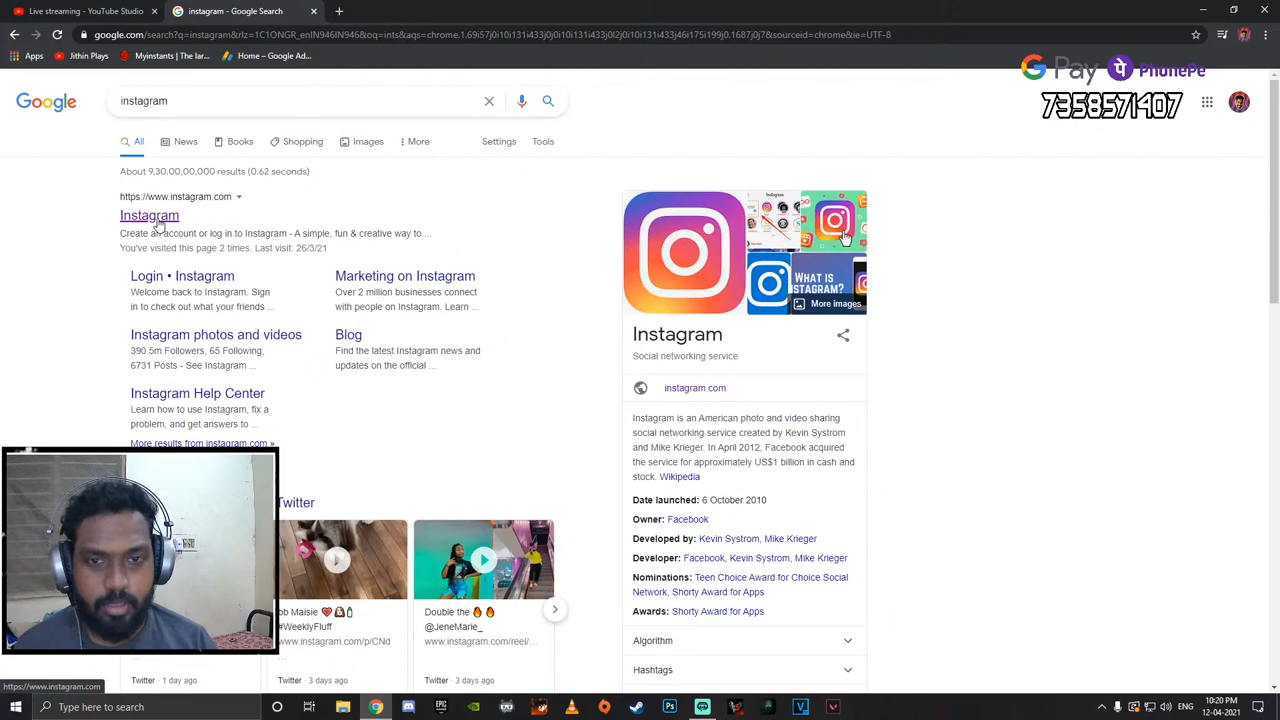 Live streaming - YouTube Studio
instagram - Google Search
google.com/search?q=instagram&rlz=1C1ONGR_enIN946IN946&oq=ints&aqs=chrome.1.69i57j0i10i131i433j0i10j0i10i131i433j0i2j0i10i131i433j46i175i199j0.1687j0j7&sourceid=chrome&ie=UTF-8
Apps
Jithin Plays
Myinstants | The lar...
Home – Google Ad...
G Pay PhonePe
7358571407
Google
instagram
All
News
Books
Shopping
Images
More
Settings
Tools
About 9,30,00,00,000 results (0.62 seconds)
https://www.instagram.com
Instagram
Create an account or log in to Instagram - A simple, fun & creative way to ...
You've visited this page 2 times. Last visit: 26/3/21
Login • Instagram
Welcome back to Instagram. Sign
in to check out what your friends ...
Marketing on Instagram
Over 2 million businesses connect
with people on Instagram. Learn ...
Instagram photos and videos
390.5m Followers, 65 Following,
6731 Posts - See Instagram ...
Blog
Find the latest Instagram news and
updates on the official ...
Instagram Help Center
Learn how to use Instagram, fix a
problem, and get answers to ...
More results from instagram.com »
Twitter
ob Maisie
#WeeklyFluff
www.instagram.com/p/CNd
...
Double the 🔥🔥
@JeneMarie_
www.instagram.com/reel/...
Twitter · 1 day ago
Twitter · 3 days ago
Twitter · 3 days ago
WHAT IS
INSTAGRAM?
More images
Instagram
Social networking service
instagram.com
Instagram is an American photo and video sharing
social networking service created by Kevin Systrom
and Mike Krieger. In April 2012, Facebook acquired
the service for approximately US$1 billion in cash and
stock. Wikipedia
Date launched: 6 October 2010
Owner: Facebook
Developed by: Kevin Systrom, Mike Krieger
Developer: Facebook, Kevin Systrom, Mike Krieger
Nominations: Teen Choice Award for Choice Social
Network, Shorty Award for Apps
Awards: Shorty Award for Apps
Algorithm
Hashtags
https://www.instagram.com
Type here to search
10:20 PM
12-04-2021